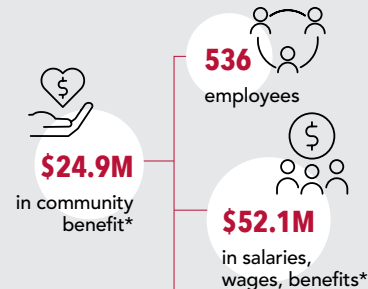 536
employees
$
$24.9M
in community
benefit*
$
$52.1M
in salaries,
wages, benefits*